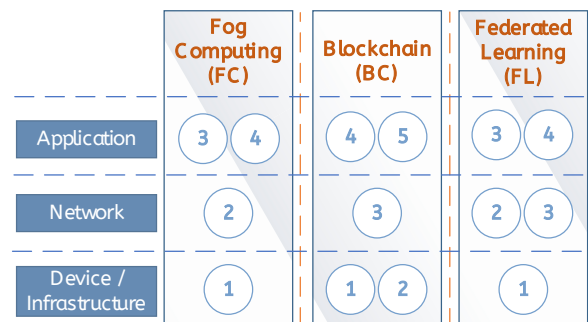 Fog
Computing
(FC)
Blockchain
(BC)
Federated
Learning
(FL)
Application
3 4
4 5
3 4
Network
2
3
2 3
Device /
Infrastructure
1
1 2
1